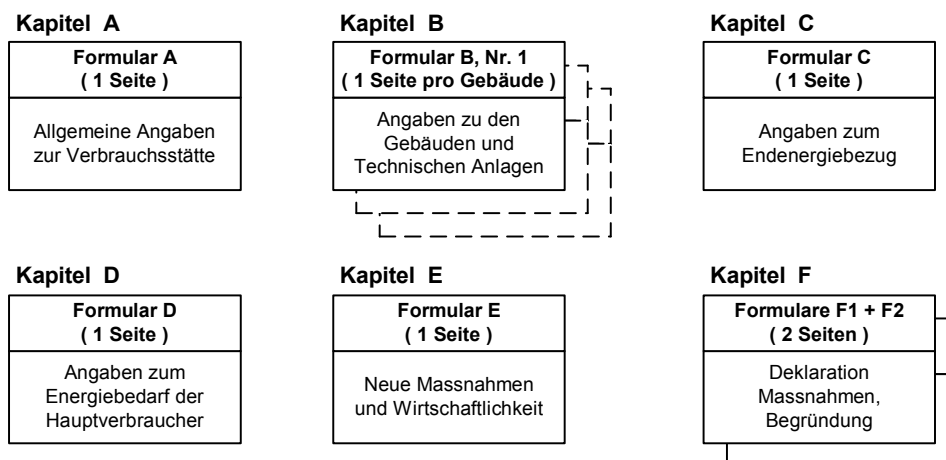 Kapitel A
Formular A
( 1 Seite )
Allgemeine Angaben
zur Verbrauchsstätte
Kapitel B
Formular B, Nr. 1
( 1 Seite pro Gebäude )
Angaben zu den
Gebäuden und
Technischen Anlagen
Kapitel C
Formular C
( 1 Seite )
Angaben zum
Endenergiebezug
Kapitel D
Formular D
( 1 Seite )
Angaben zum
Energiebedarf der
Hauptverbraucher
Kapitel E
Formular E
( 1 Seite )
Neue Massnahmen
und Wirtschaftlichkeit
Kapitel F
Formulare F1 + F2
( 2 Seiten )
Deklaration
Massnahmen,
Begründung